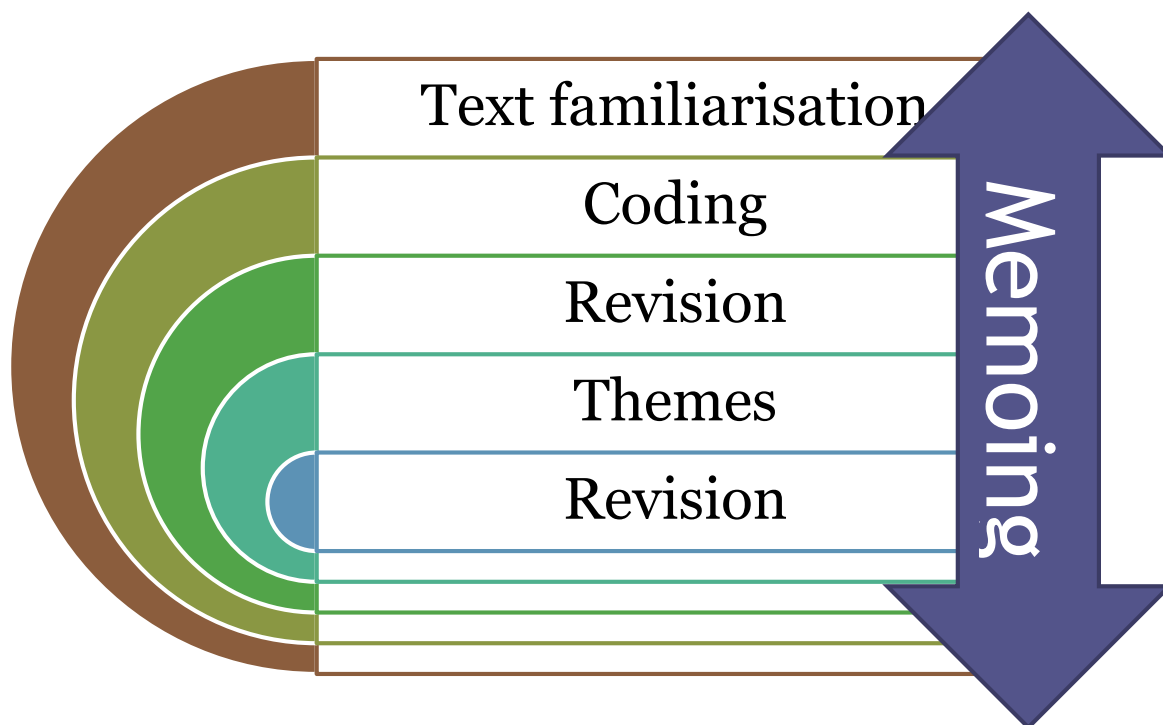 Text familiarisation
Coding
Revision
Themes
Revision
Memoing